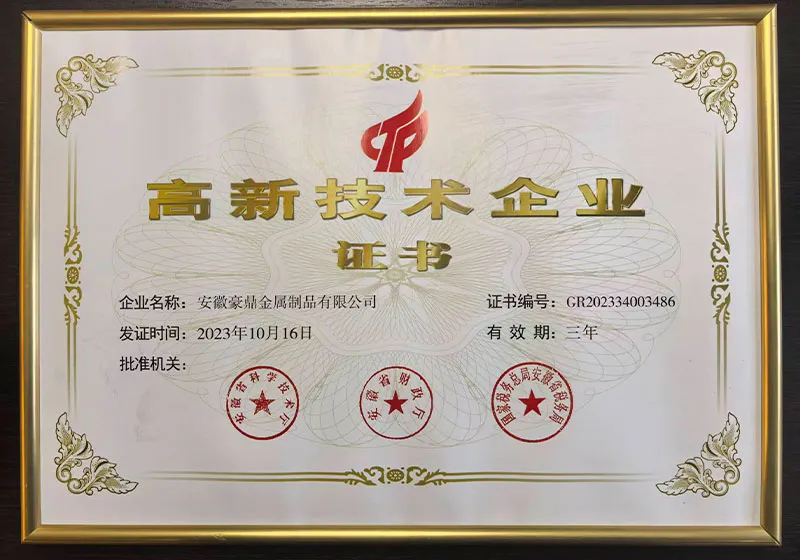 高新技术企业
证书
企业名称：安徽豪鼎金属制品有限公司
证书编号：GR202334003486
发证时间：2023年10月16日
有效期：三年
批准机关：
安徽省科学技术厅
安徽省财政厅
国家税务总局安徽省税务局